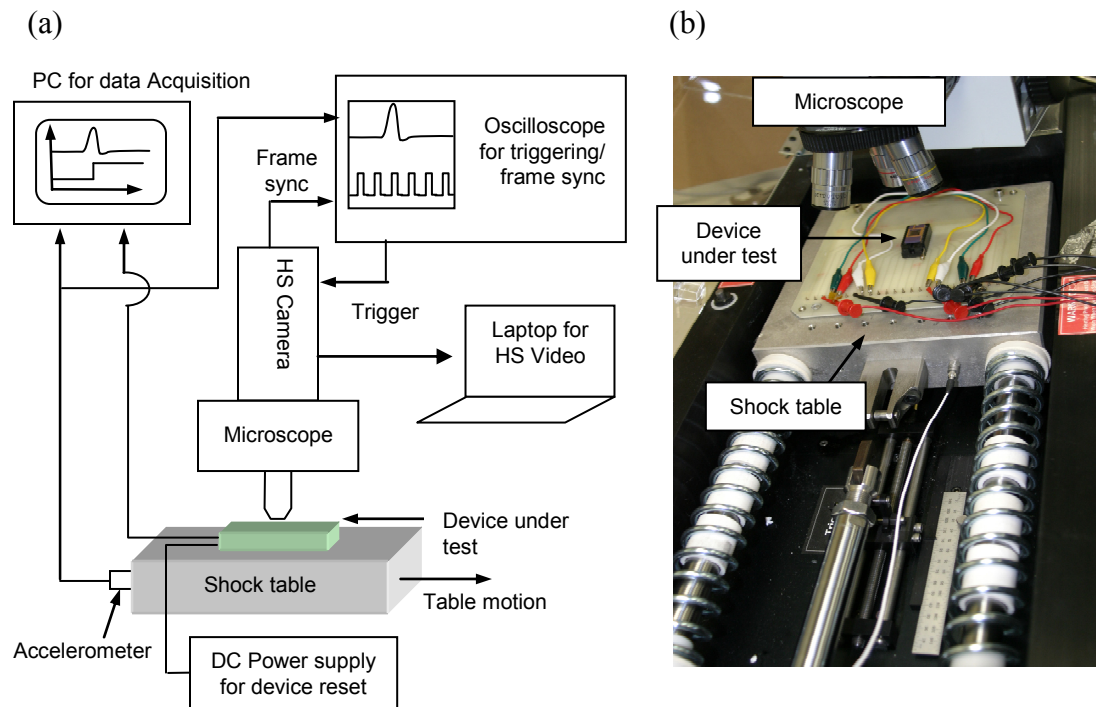 (a)
PC for data Acquisition
Frame
sync
Oscilloscope
for triggering/
frame sync
HS Camera
Trigger
Laptop for
HS Video
Microscope
Device under
test
Shock table
Table motion
Accelerometer
DC Power supply
for device reset
(b)
Microscope
Device
under test
Shock table
WAR